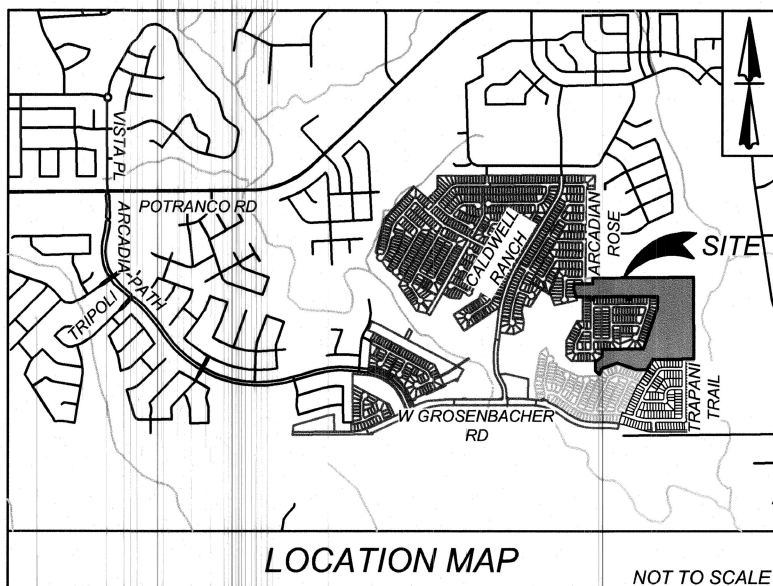 VISTA PL
POTRANCO RD
ARCADIA PATH
TRIPOLI
CALDWELL
RANCH
ARCADIAN
ROSE
SITE
W GROSENBACHER
RD
TRAPANI
TRAIL
LOCATION MAP
NOT TO SCALE